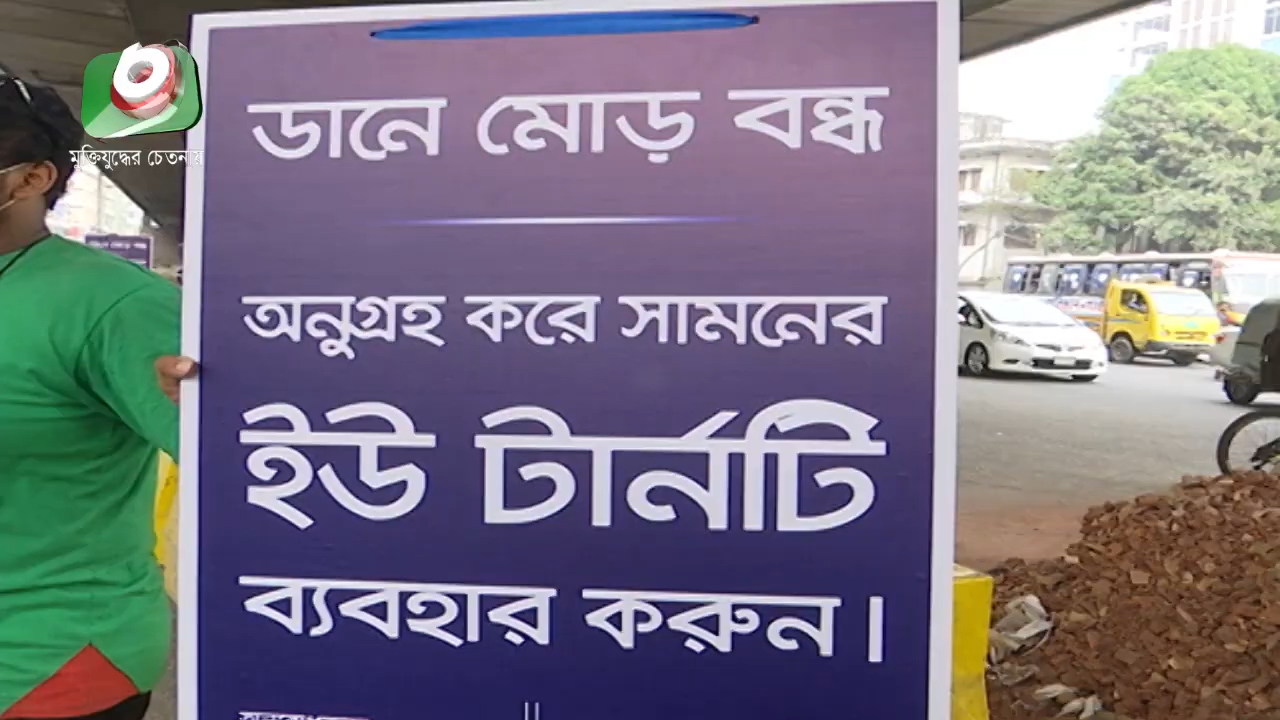 মুক্তিযুদ্ধের চেতনায়
ডানে মোড় বন্ধ
অনুগ্রহ করে সামনের
ইউ টার্নটি
ব্যবহার করুন।